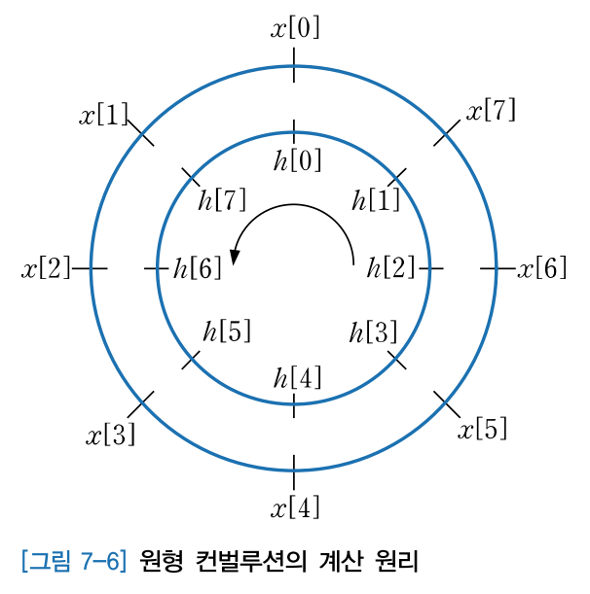 x[0]
x[1]
x[7]
h[0]
h[7]
h[1]
x[2]
h[6]
h[2]
x[6]
h[5]
h[3]
h[4]
x[3]
x[5]
x[4]
[그림 7-6] 원형 컨벌루션의 계산 원리